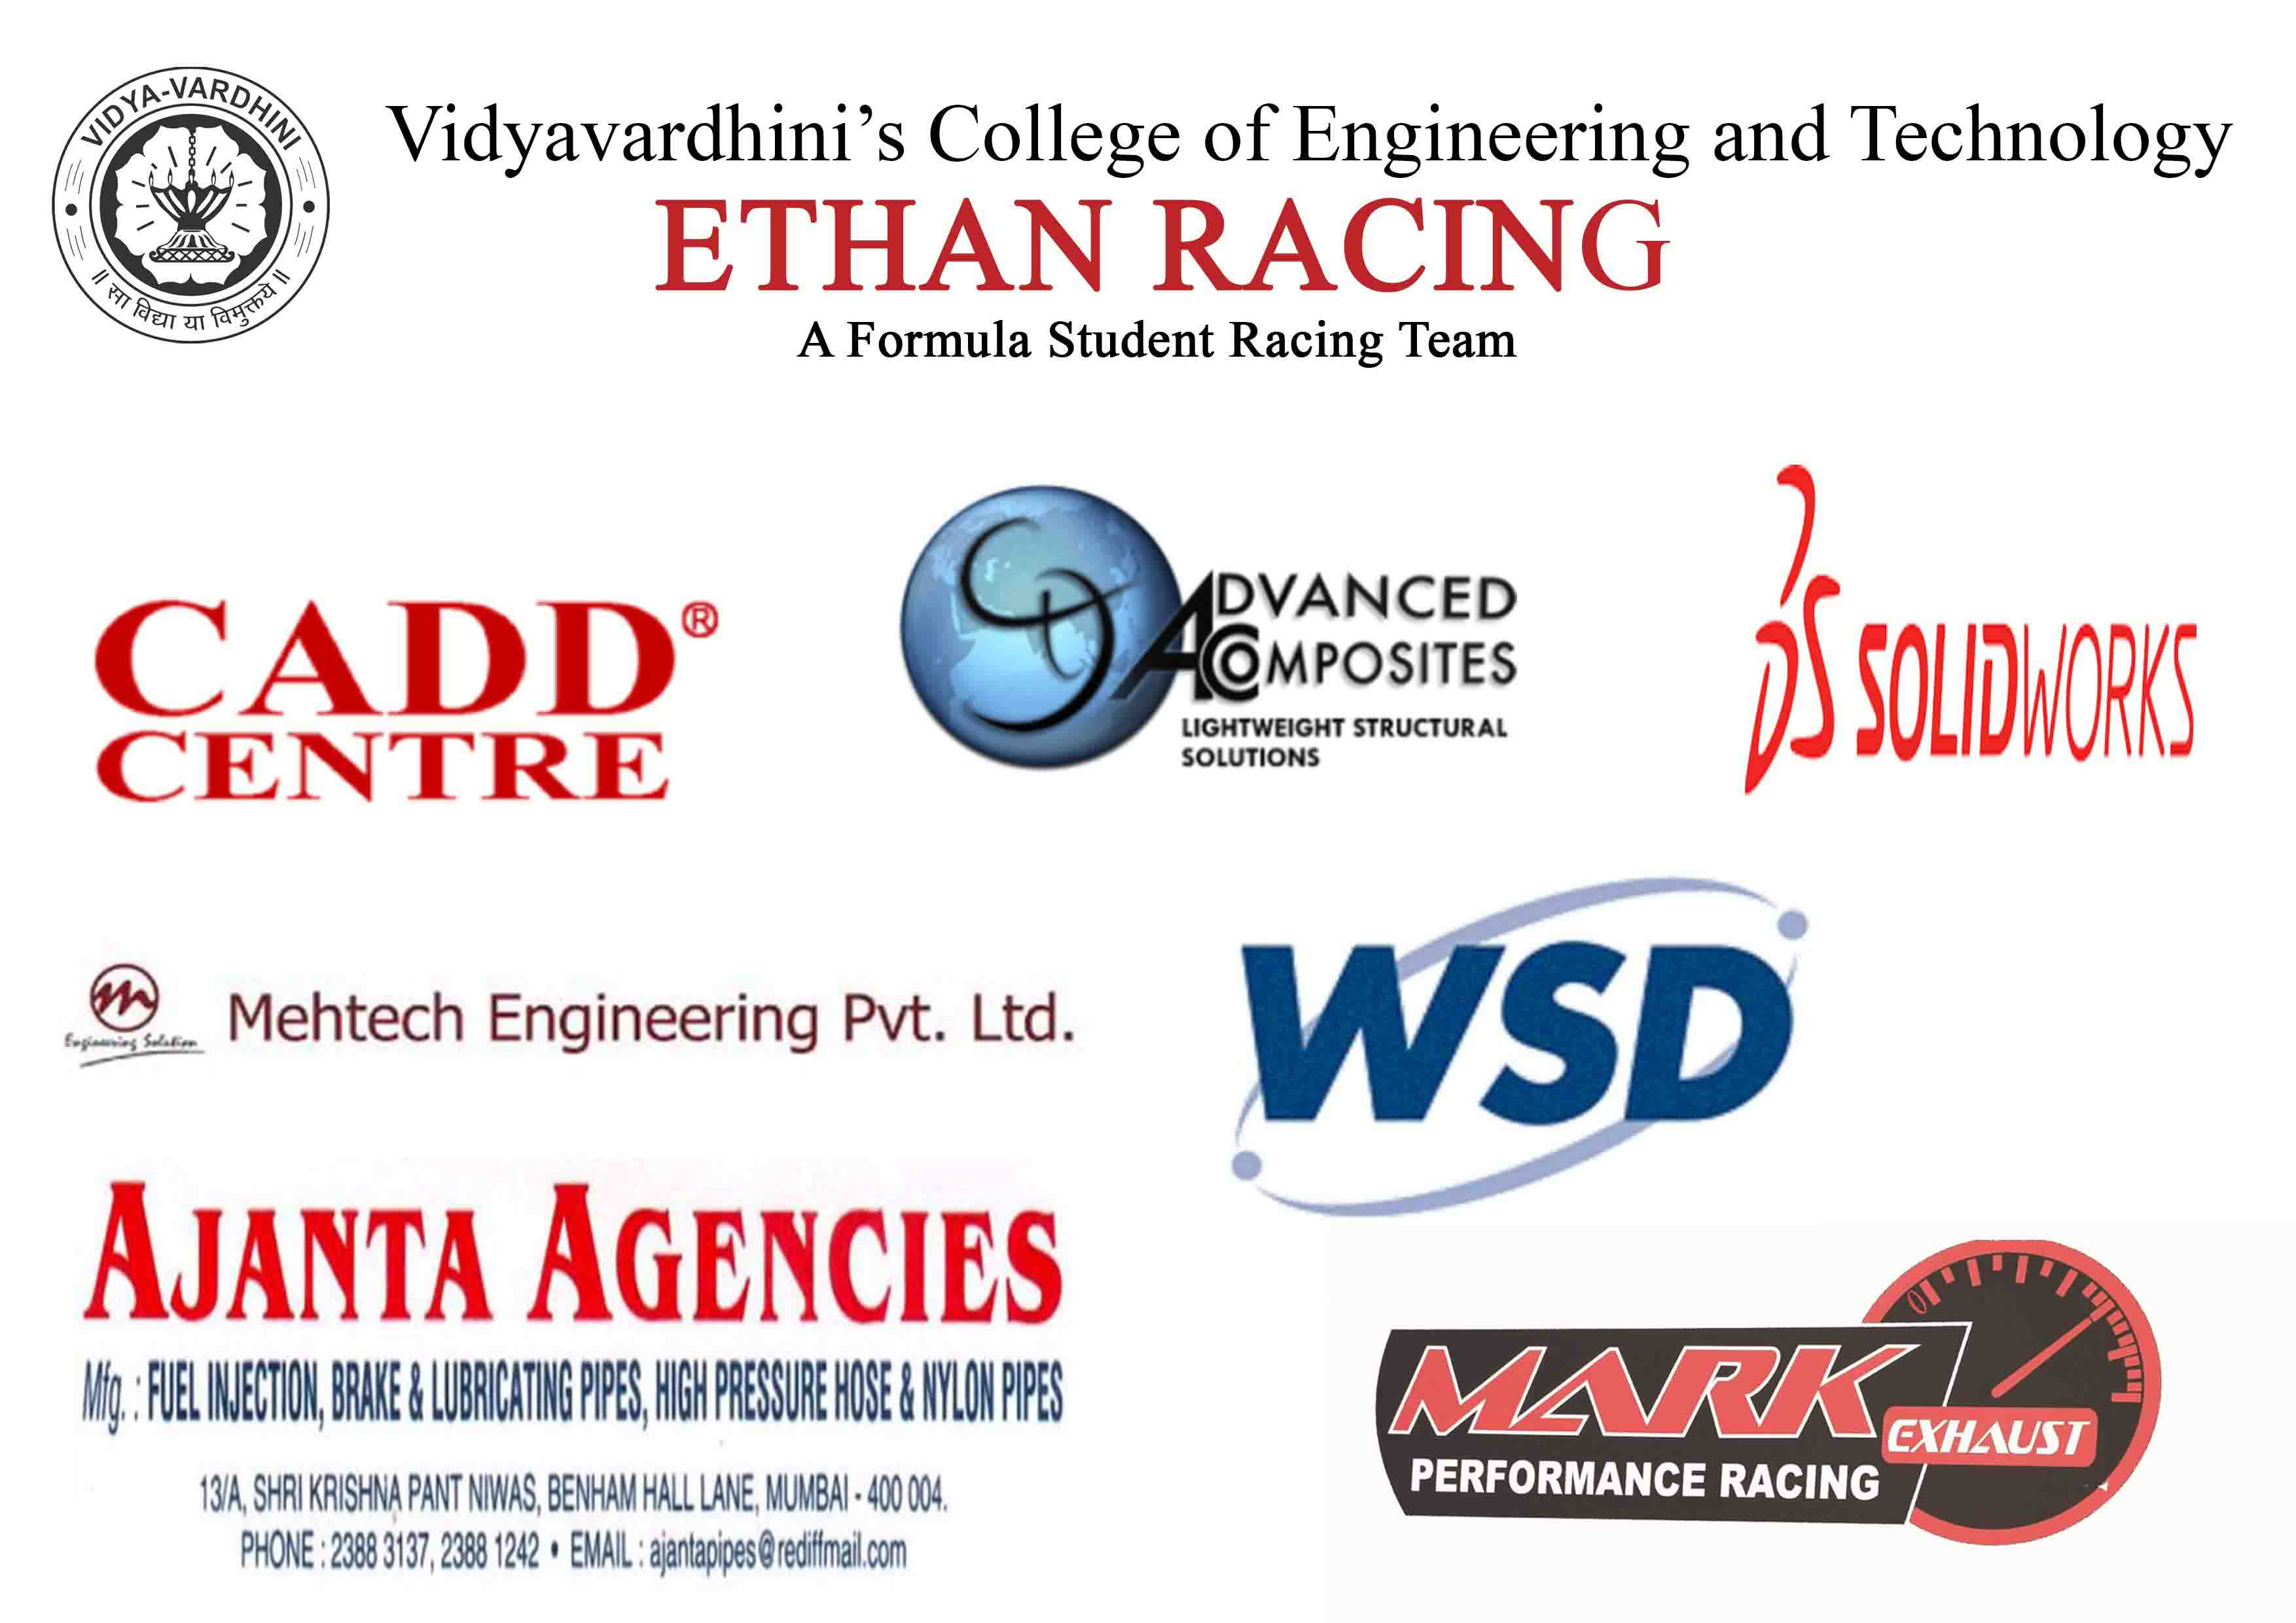 VIDYA-VARDHINI
॥ सा विद्या या विमुक्तये ॥
Vidyavardhini’s College of Engineering and Technology
ETHAN RACING
A Formula Student Racing Team
CADD®
CENTRE
ADVANCED
COMPOSITES
LIGHTWEIGHT STRUCTURAL
SOLUTIONS
SOLIDWORKS
Engineering Solution
Mehtech Engineering Pvt. Ltd.
WSD
AJANTA AGENCIES
Mfg. : FUEL INJECTION, BRAKE & LUBRICATING PIPES, HIGH PRESSURE HOSE & NYLON PIPES
13/A, SHRI KRISHNA PANT NIWAS, BENHAM HALL LANE, MUMBAI - 400 004.
PHONE : 2388 3137, 2388 1242 • EMAIL : ajantapipes@rediffmail.com
MARK
EXHAUST
PERFORMANCE RACING